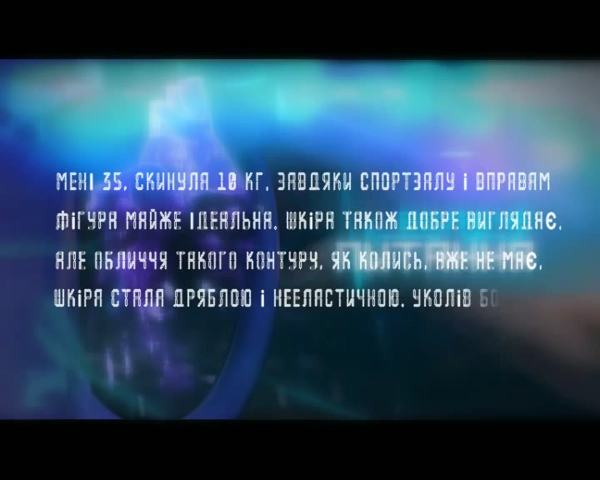 МЕНІ 35, СКИНУЛА 10 КГ. ЗАВДЯКИ СПОРТЗАЛУ І ВПРАВАМ
ФІГУРА МАЙЖЕ ІДЕАЛЬНА. ШКІРА ТАКОЖ ДОБРЕ ВИГЛЯДАЄ,
АЛЕ ОБЛИЧЧЯ ТАКОГО КОНТУРУ, ЯК КОЛИСЬ, ВЖЕ НЕ МАЄ.
ШКІРА СТАЛА ДРЯБЛОЮ І НЕЕЛАСТИЧНОЮ. УКОЛІВ